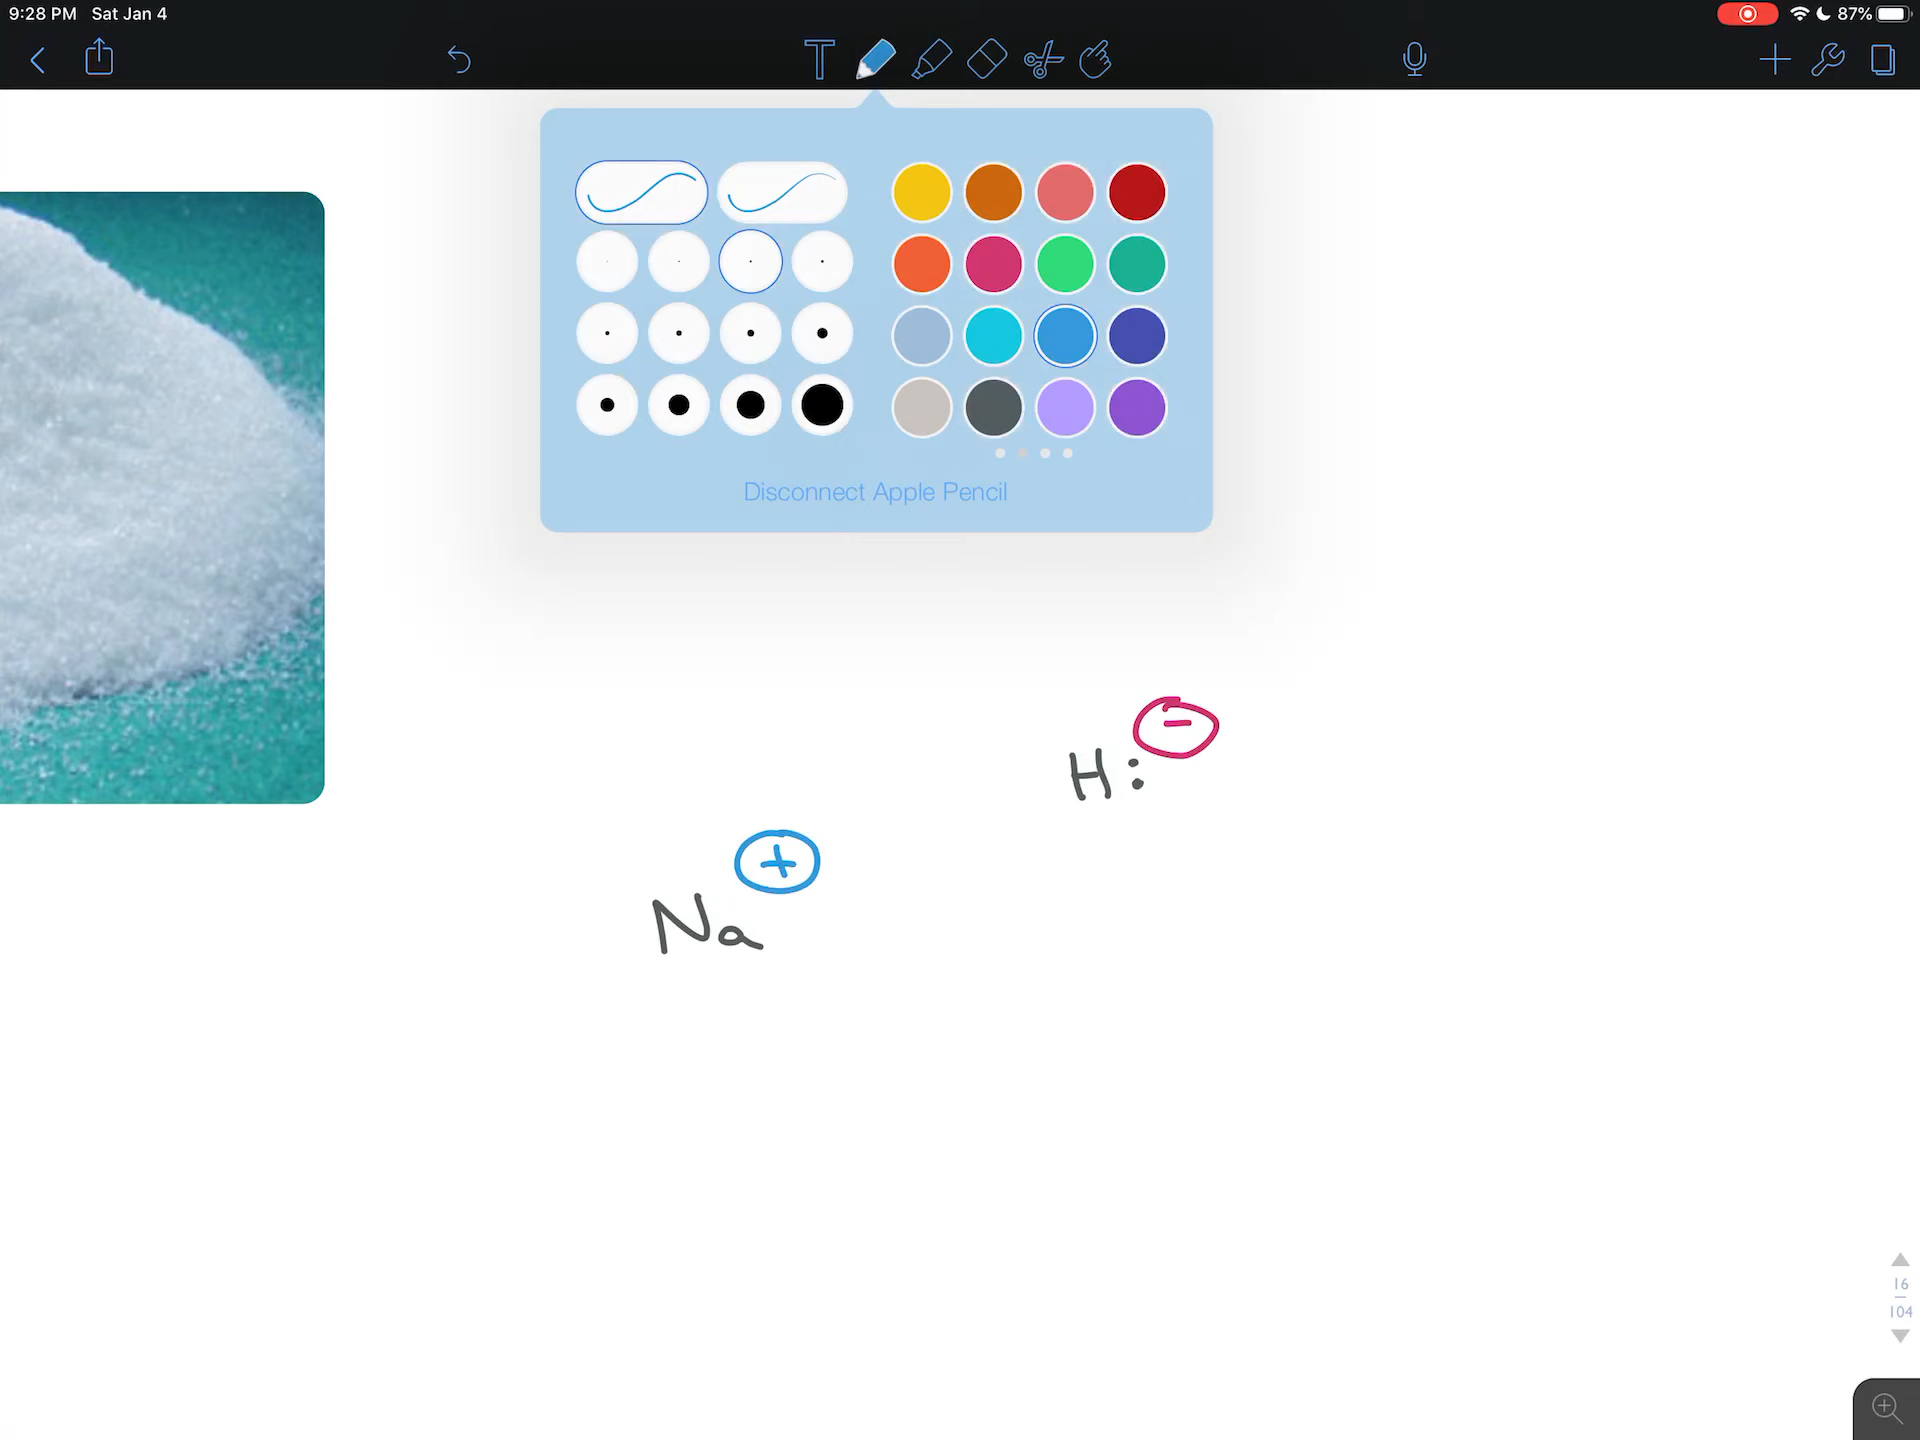 9:28 PM Sat Jan 4
87%
Disconnect Apple Pencil
H:
−
+
Na
16
104